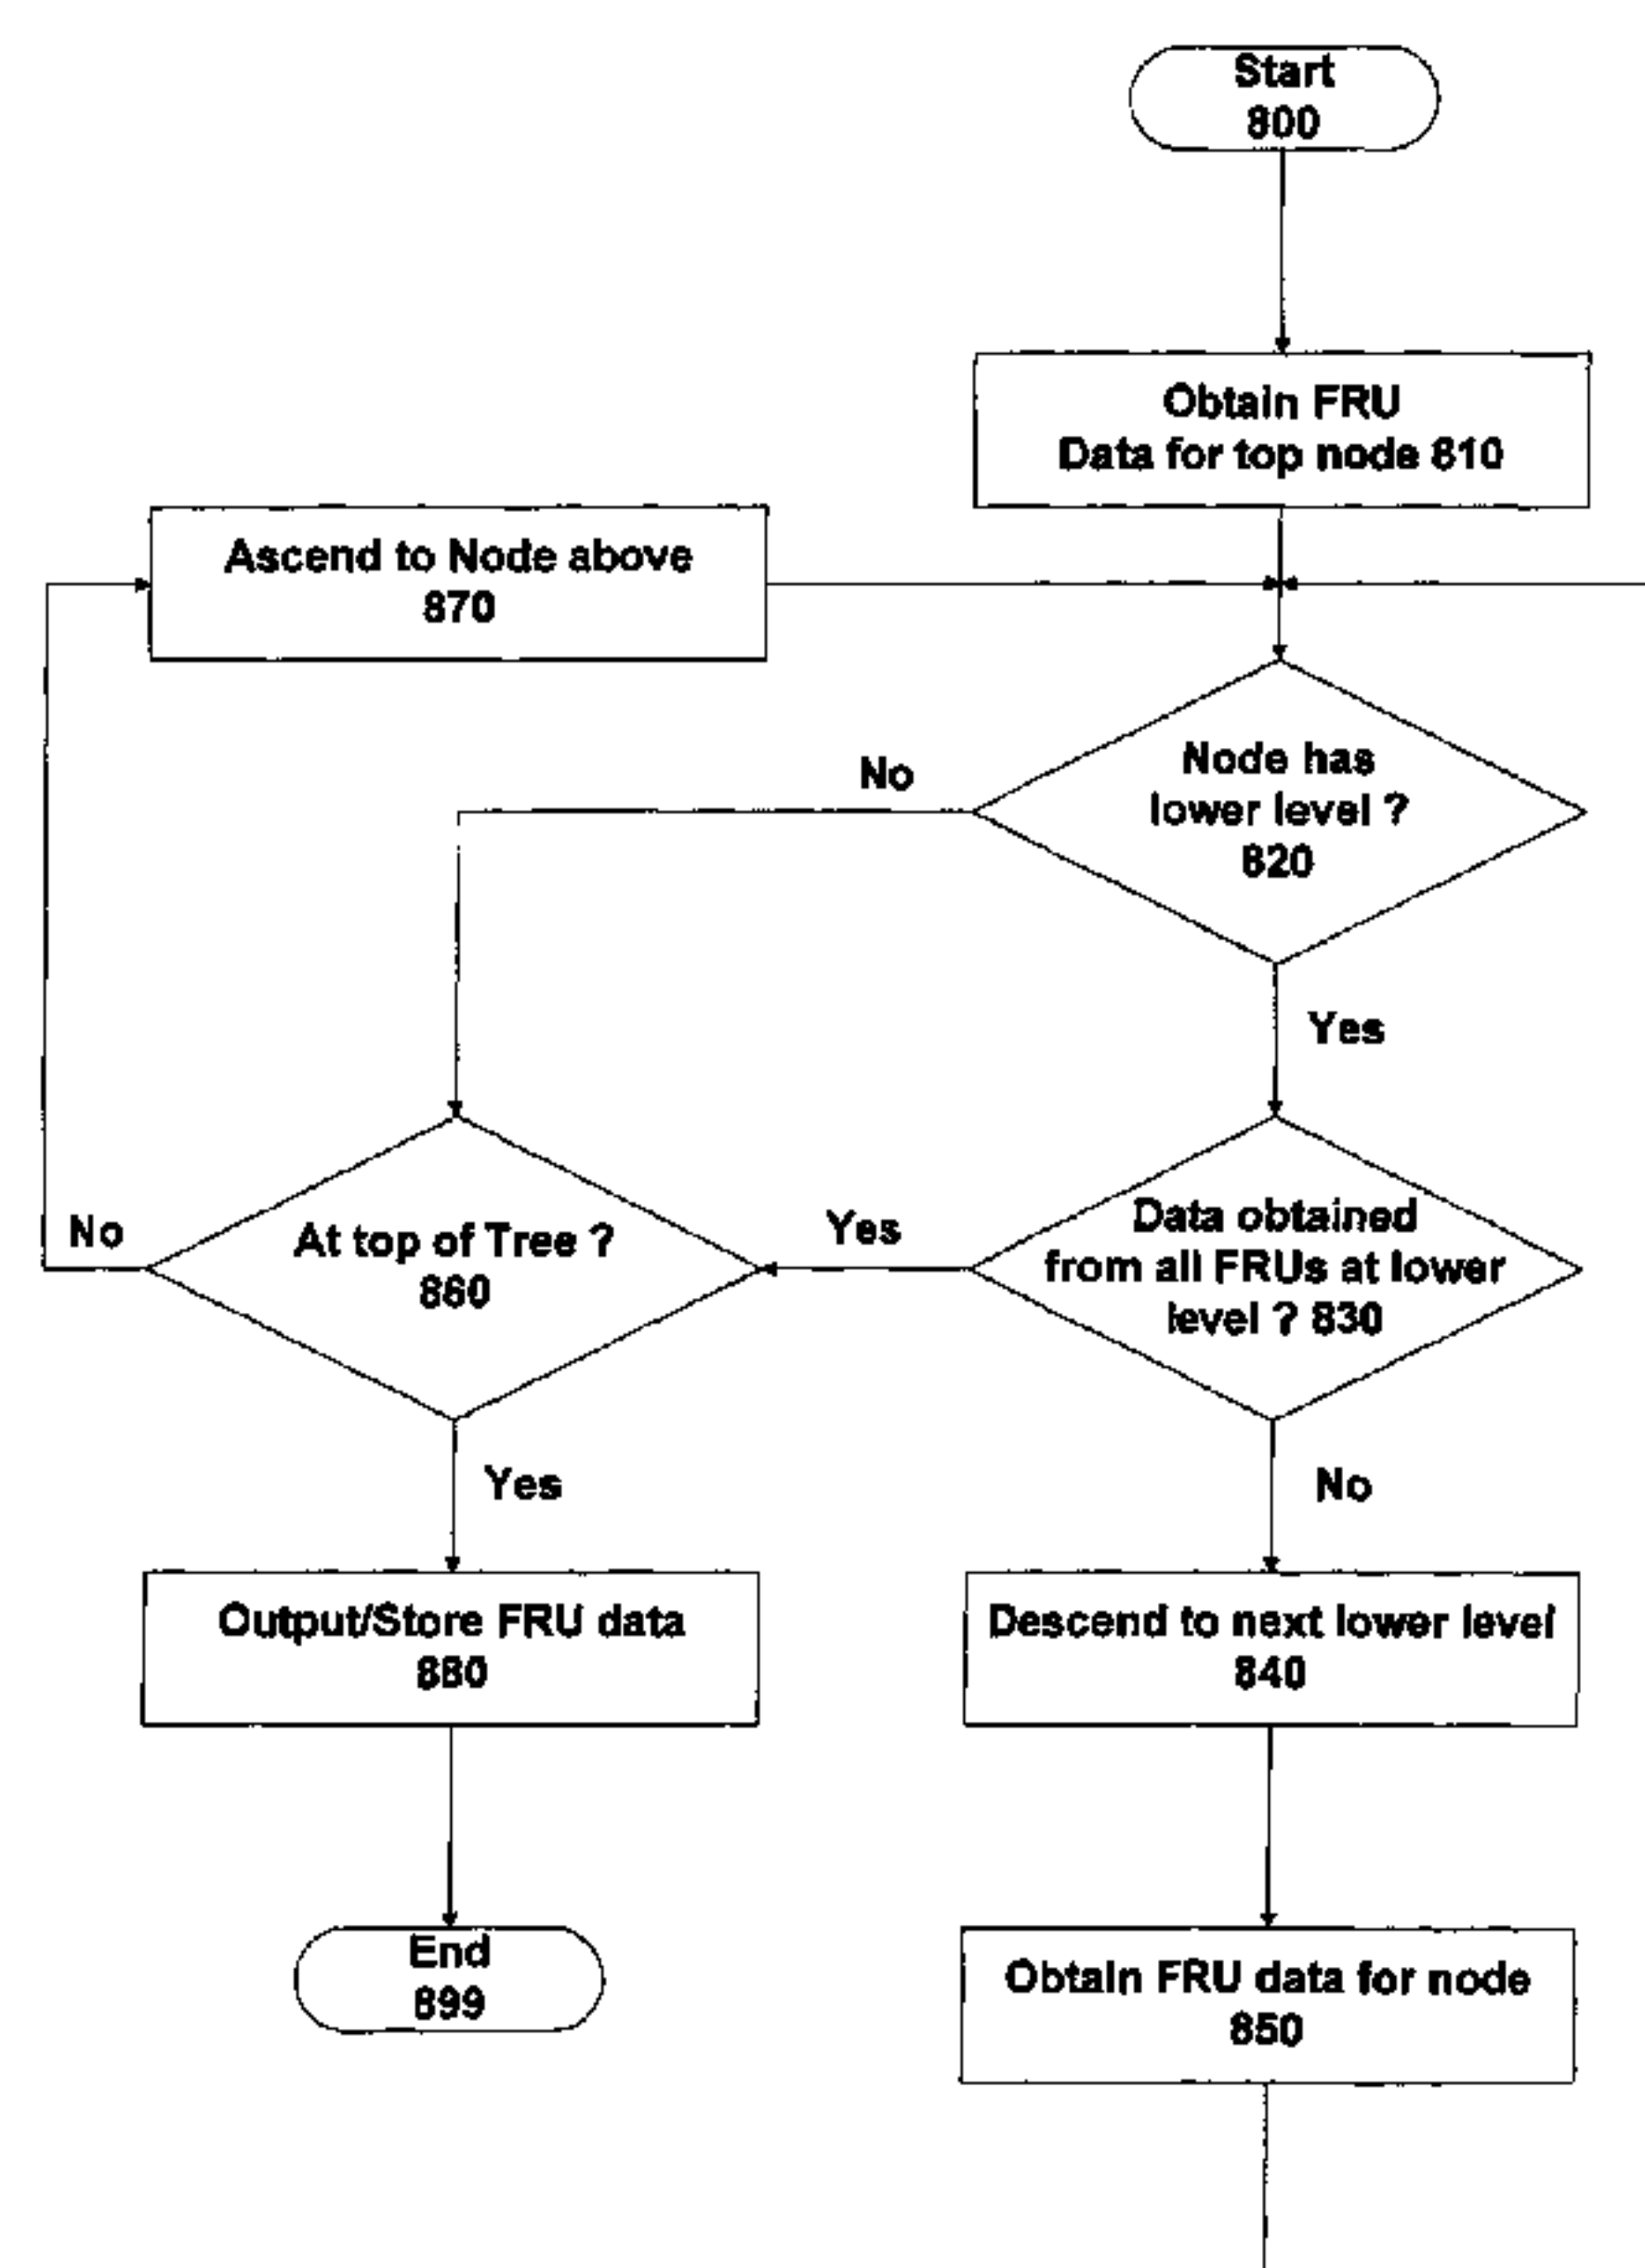 Start
800
Obtain FRU
Data for top node 810
Ascend to Node above
870
Node has
lower level ?
820
No
Yes
Data obtained
from all FRUs at lower
level ? 830
Yes
At top of Tree ?
860
No
Yes
No
Output/Store FRU data
880
Descend to next lower level
840
End
899
Obtain FRU data for node
850